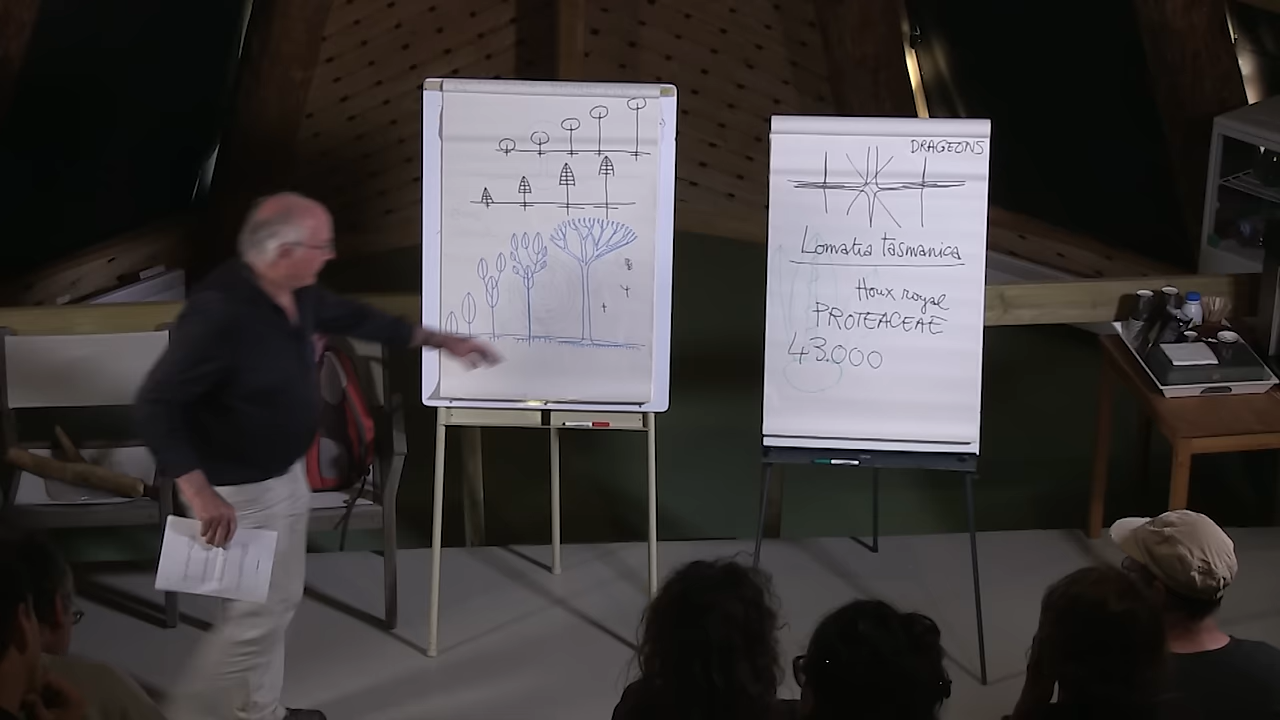 DRAGEONS
Lomatia tasmanica
Houx royal
PROTEACEAE
43.000